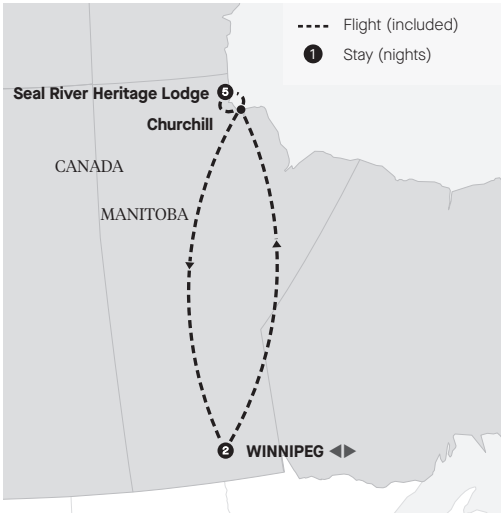 Flight (included)
1 Stay (nights)
Seal River Heritage Lodge 5
Churchill
CANADA
MANITOBA
2 WINNIPEG